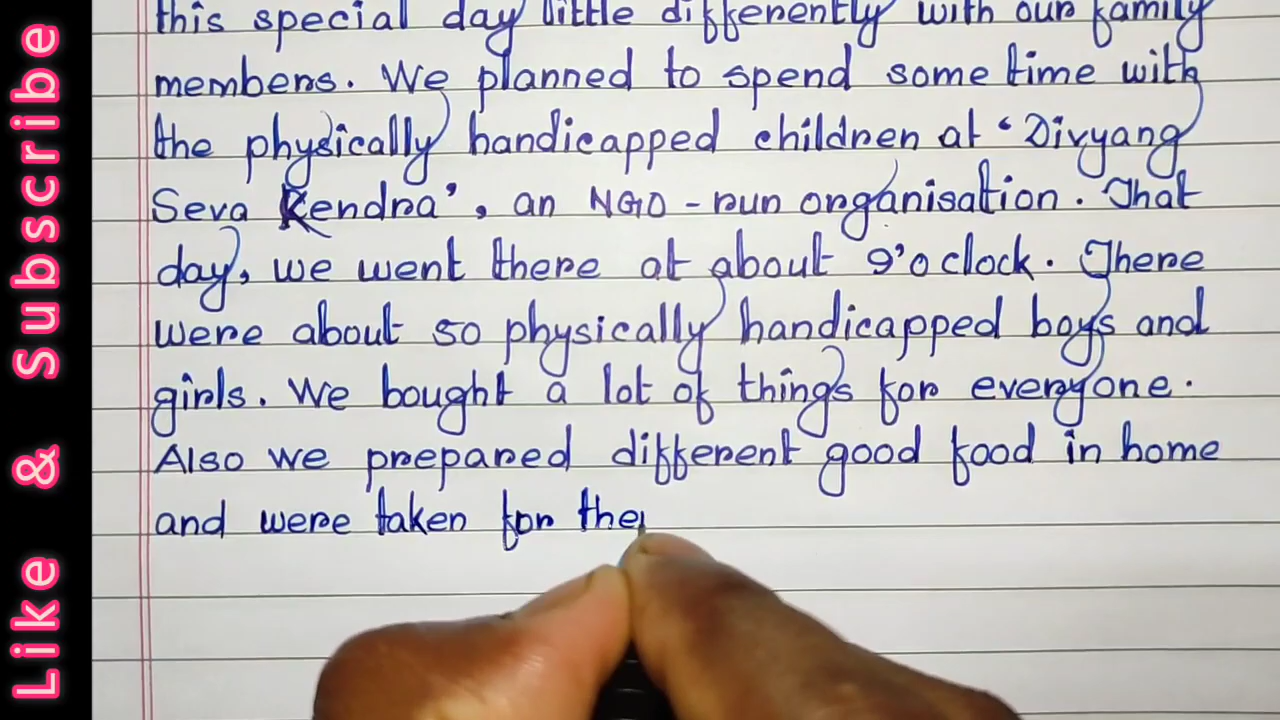 this special day little differently with our family
members. We planned to spend some time with
the physically handicapped children at ‘Divyang
Seva Kendra’, an NGO-run organisation. That
day, we went there at about 9’o clock. There
were about 50 physically handicapped boys and
girls. We bought a lot of things for everyone.
Also we prepared different good food in home
and were taken for the
Like & Subscribe